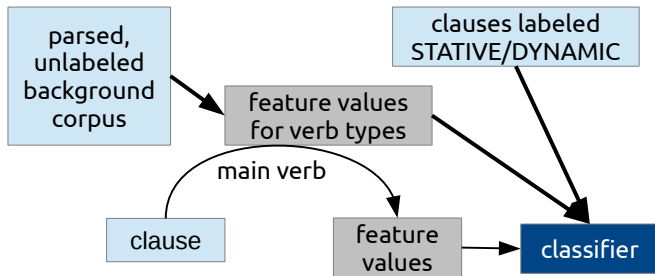 parsed,
unlabeled
background
corpus
clauses labeled
STATIVE/DYNAMIC
feature values
for verb types
main verb
clause
feature
values
classifier